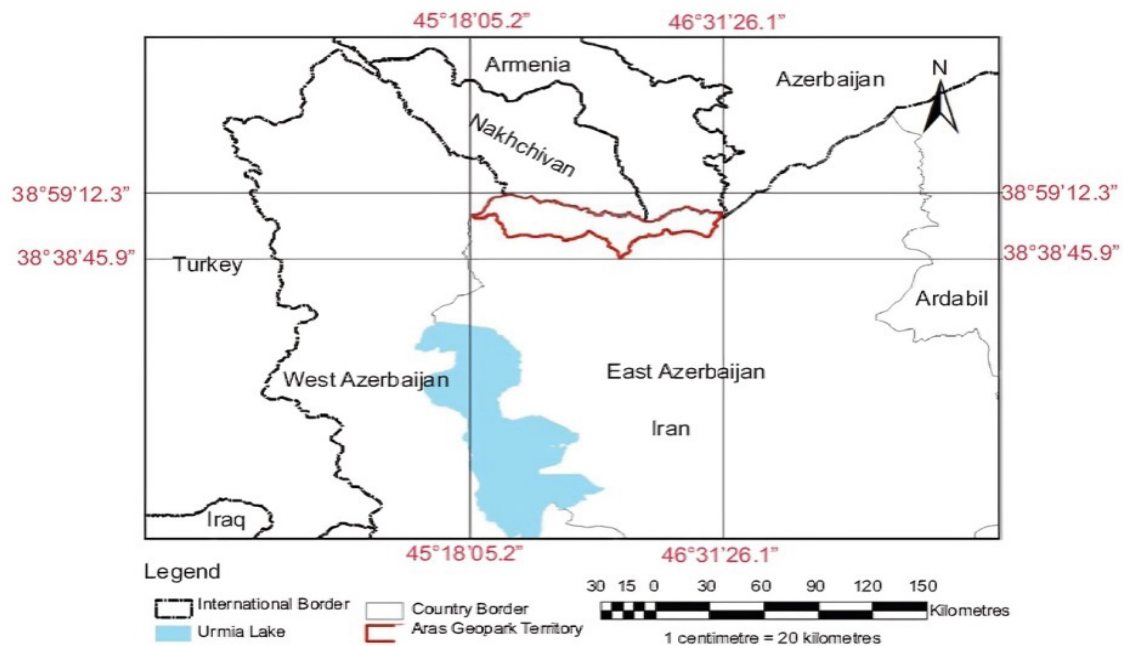 45°18'05.2" 46°31'26.1"
Armenia
Azerbaijan
N
Nakhchivan
38°59'12.3" 38°59'12.3"
38°38'45.9" 38°38'45.9"
Turkey
Ardabil
West Azerbaijan
East Azerbaijan
Iran
Iraq
45°18'05.2" 46°31'26.1"
Legend
International Border
Country Border
Urmia Lake
Aras Geopark Territory
30 15 0 30 60 90 120 150
Kilometres
1 centimetre = 20 kilometres